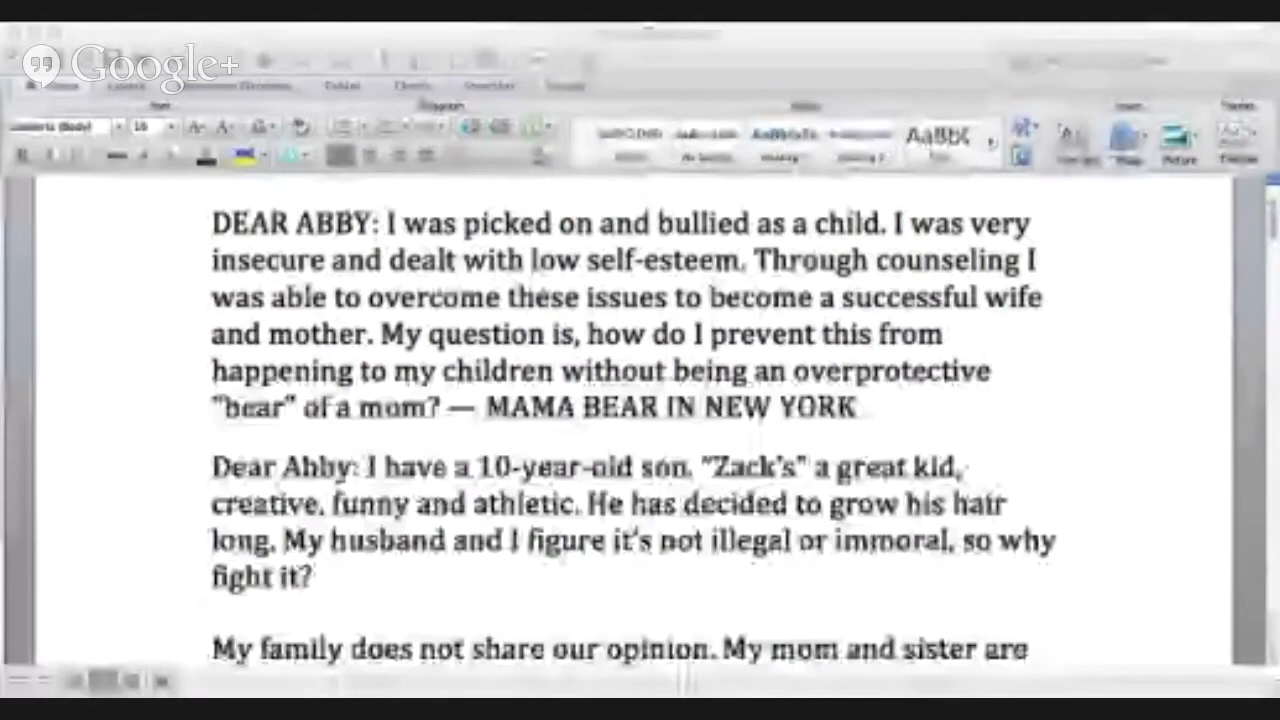 Google+
16
AaBbC
DEAR ABBY: I was picked on and bullied as a child. I was very
insecure and dealt with low self-esteem. Through counseling I
was able to overcome these issues to become a successful wife
and mother. My question is, how do I prevent this from
happening to my children without being an overprotective
"bear" of a mom? — MAMA BEAR IN NEW YORK
Dear Abby: I have a 10-year-old son. "Zack's" a great kid,
creative, funny and athletic. He has decided to grow his hair
long. My husband and I figure it's not illegal or immoral, so why
fight it?
My family does not share our opinion. My mom and sister are